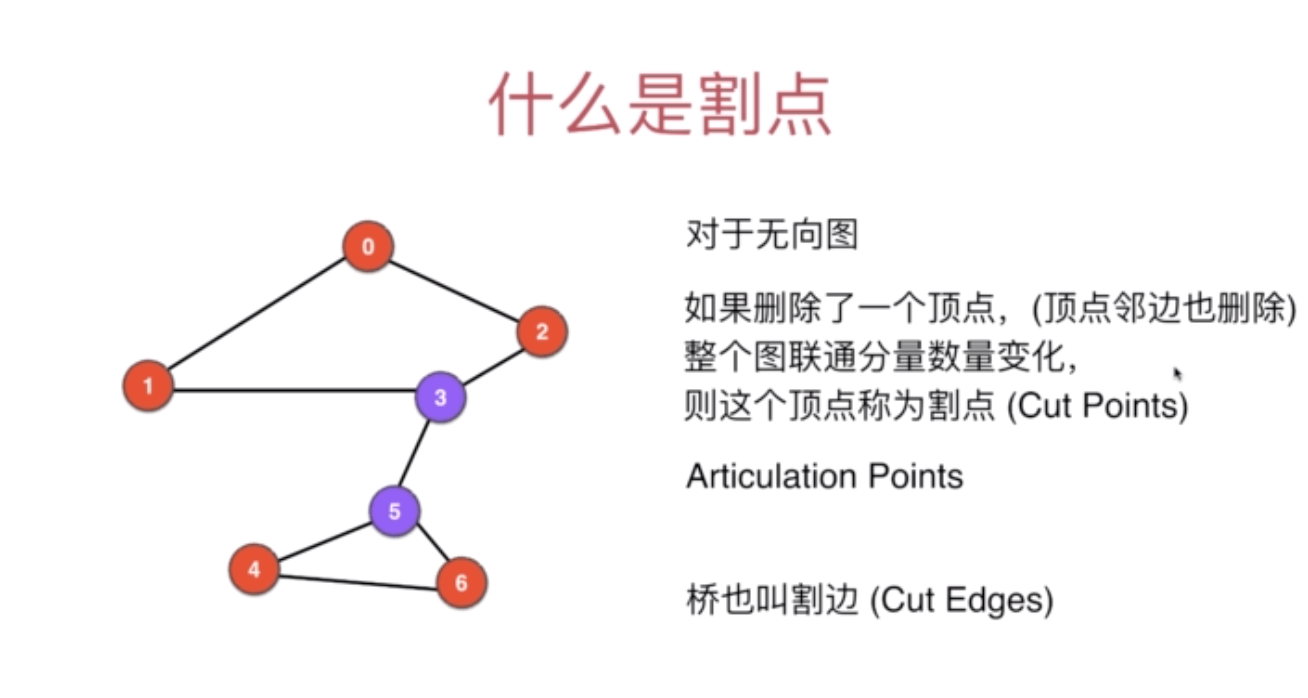 什么是割点
对于无向图
如果删除了一个顶点，(顶点邻边也删除)
整个图联通分量数量变化，
则这个顶点称为割点 (Cut Points)
Articulation Points
桥也叫割边 (Cut Edges)
0
2
1
3
5
4
6